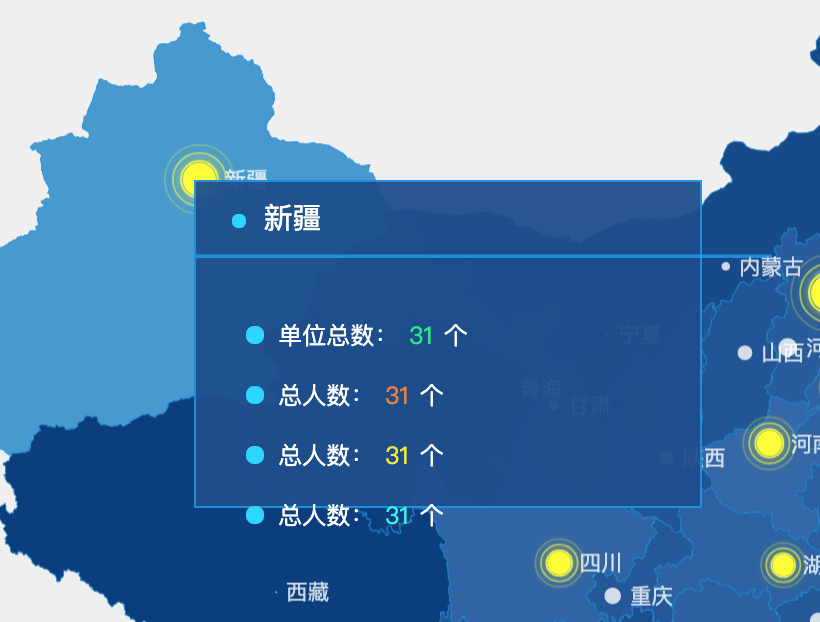 新疆
新疆
内蒙古
单位总数： 31 个
宁夏
山西
河
总人数： 31 个
青海
甘肃
总人数： 31 个
陕西
河南
总人数： 31 个
四川
湖
西藏
重庆